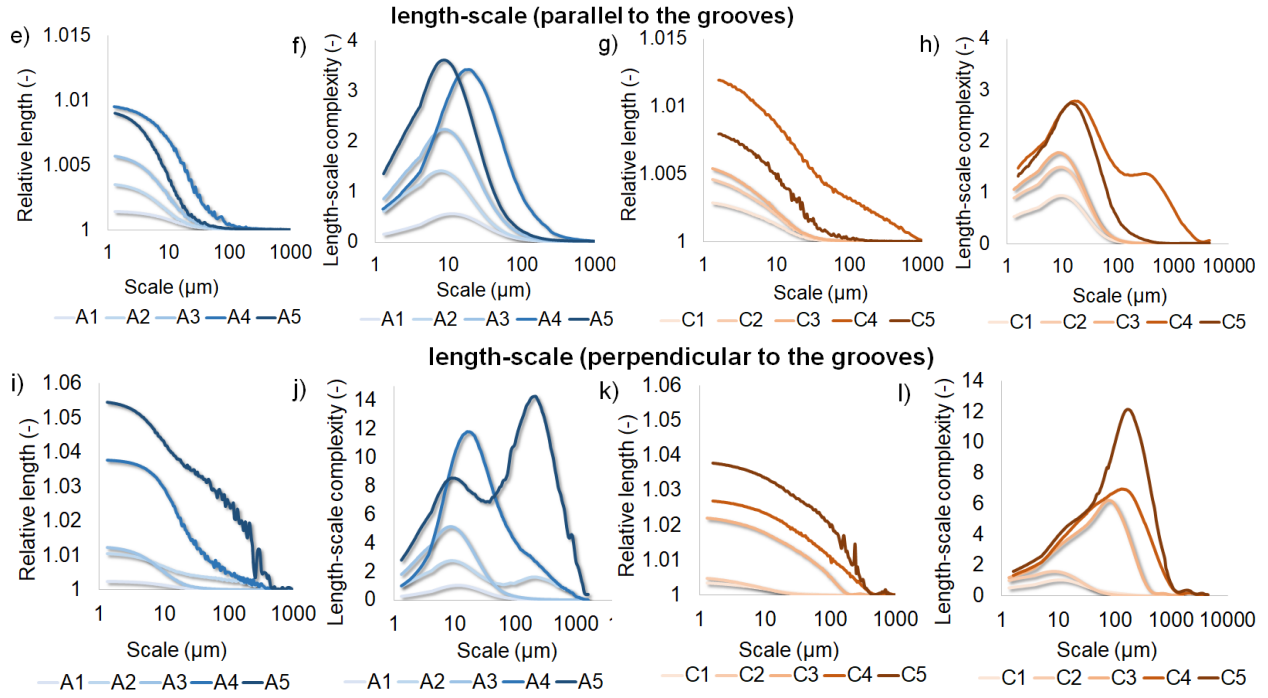 length-scale (parallel to the grooves)
e)
Relative length (-)
1.015
1.01
1.005
1
1 10 100 1000
Scale (µm)
A1 A2 A3 A4 A5
f)
Length-scale complexity (-)
4
3
2
1
0
1 10 100 1000
Scale (µm)
A1 A2 A3 A4 A5
g)
Relative length (-)
1.015
1.01
1.005
1
1 10 100 1000
Scale (µm)
C1 C2 C3 C4 C5
h)
Length-scale complexity (-)
4
3
2
1
0
1 10 100 1000 10000
Scale (µm)
C1 C2 C3 C4 C5
length-scale (perpendicular to the grooves)
i)
Relative length (-)
1.06
1.05
1.04
1.03
1.02
1.01
1
1 10 100 1000
Scale (µm)
A1 A2 A3 A4 A5
j)
Length-scale complexity (-)
14
12
10
8
6
4
2
0
1 10 100 1000
Scale (µm)
A1 A2 A3 A4 A5
k)
Relative length (-)
1.06
1.05
1.04
1.03
1.02
1.01
1
1 10 100 1000
Scale (µm)
C1 C2 C3 C4 C5
l)
Length-scale complexity (-)
14
12
10
8
6
4
2
0
1 10 100 1000 10000
Scale (µm)
C1 C2 C3 C4 C5